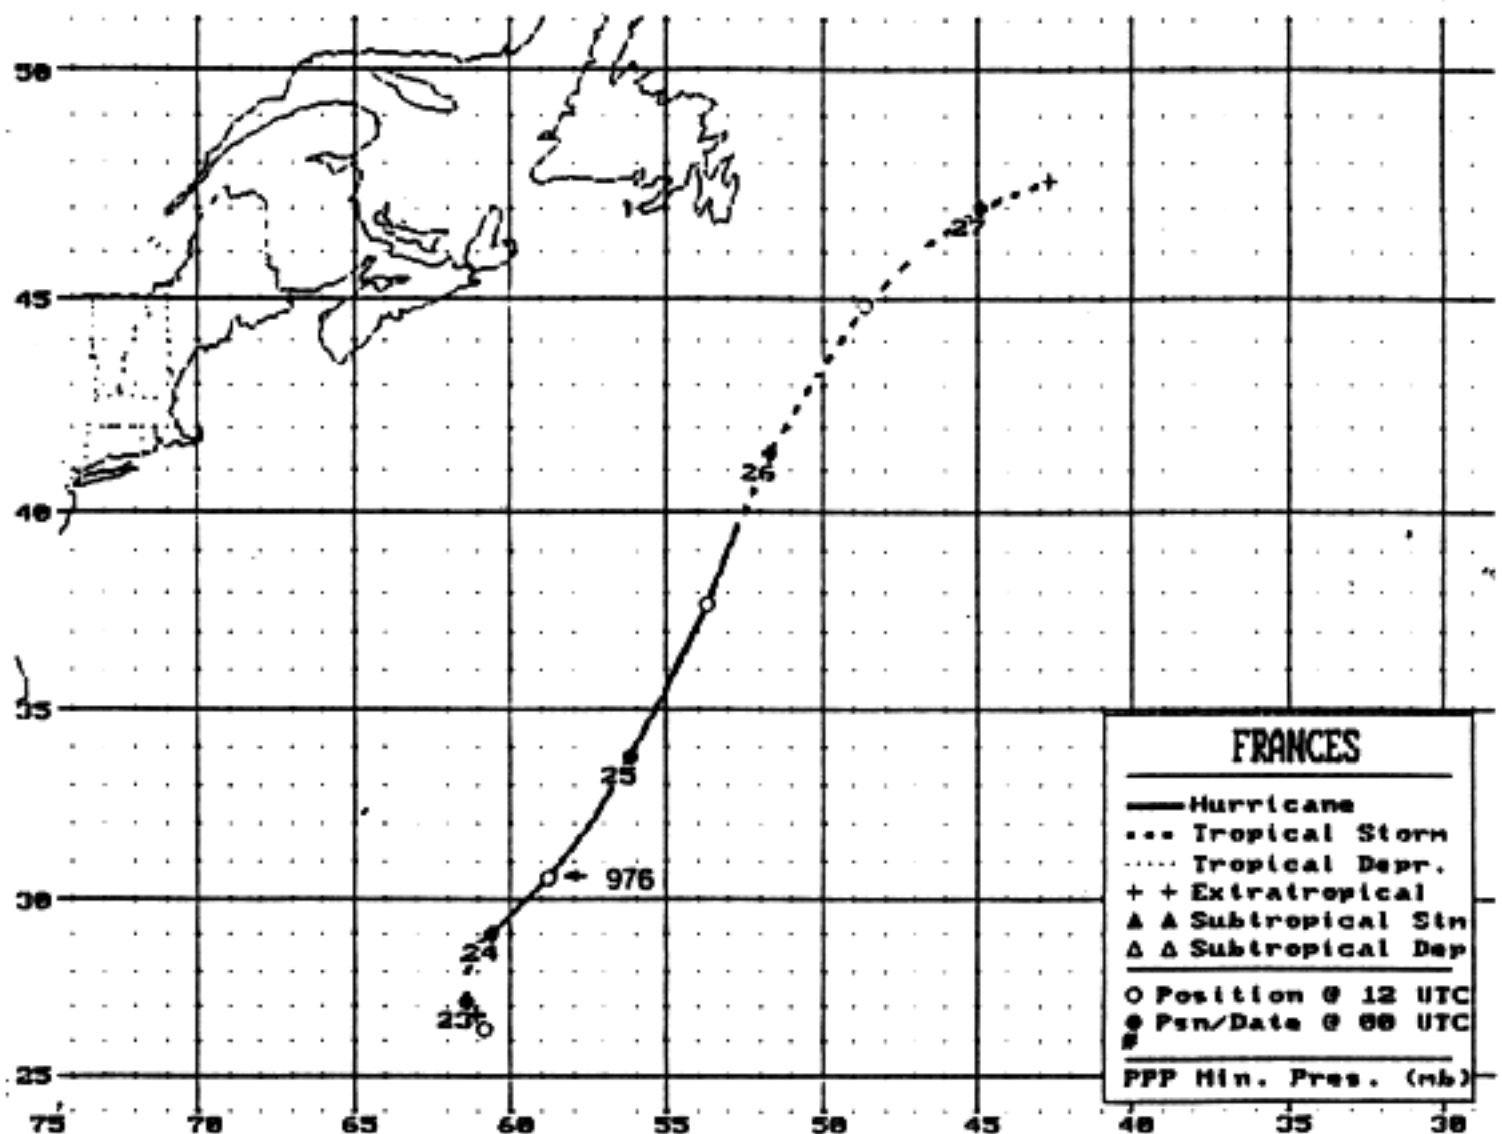 50
45
40
35
30
25
27
26
25
976
24
23
FRANCES
Hurricane
Tropical Storm
Tropical Depr.
+ + Extratropical
▲ ▲ Subtropical Stm
△ △ Subtropical Dep
○ Position @ 12 UTC
● Psn/Date @ 00 UTC
#
PPP Min. Pres. (mb)
75 70 65 60 55 50 45 40 35 30